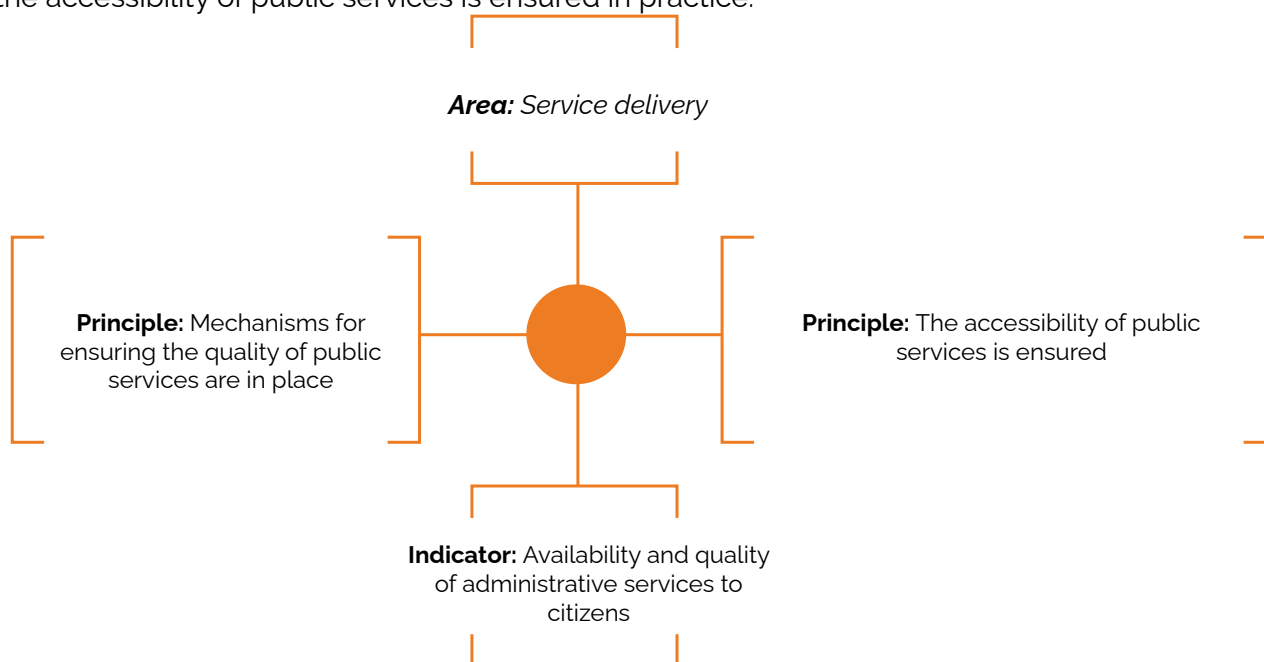 the accessibility of public services is ensured in practice.
Area: Service delivery
Principle: Mechanisms for
ensuring the quality of public
services are in place
Principle: The accessibility of public
services is ensured
Indicator: Availability and quality
of administrative services to
citizens